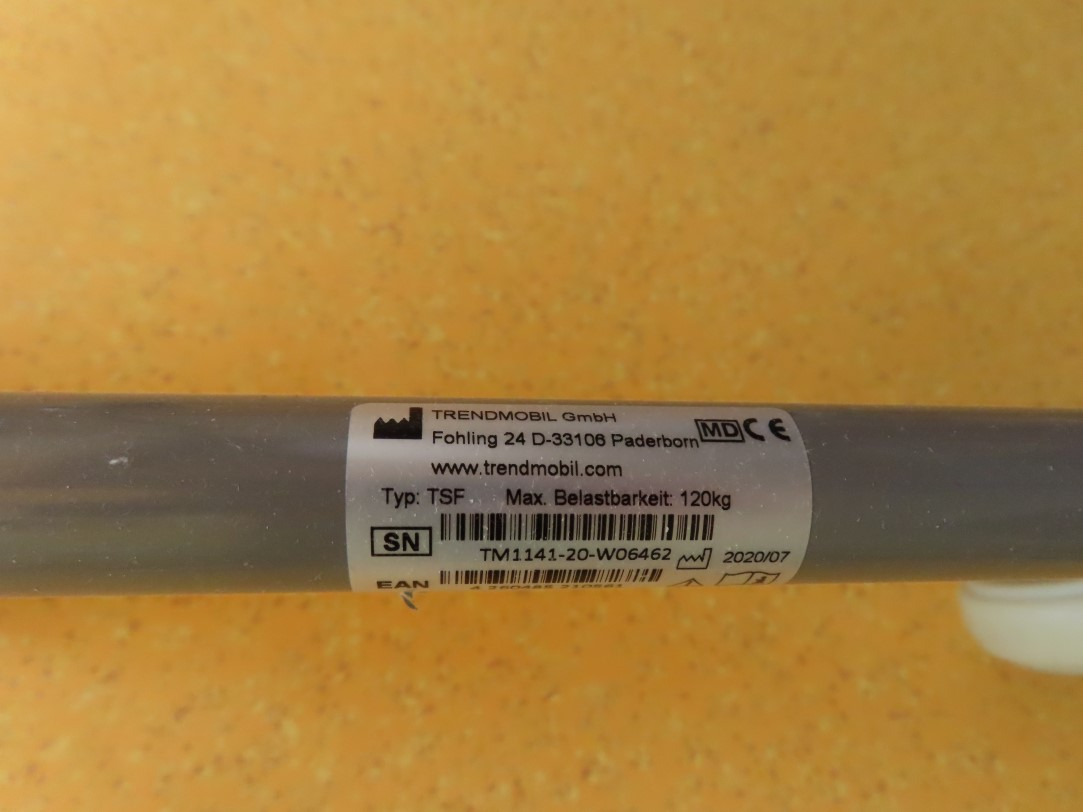 TRENDMOBIL GmbH
Fohling 24 D-33106 Paderborn MD CE
www.trendmobil.com
Typ: TSF Max. Belastbarkeit: 120kg
SN
TM1141-20-W06462 2020/07
EAN